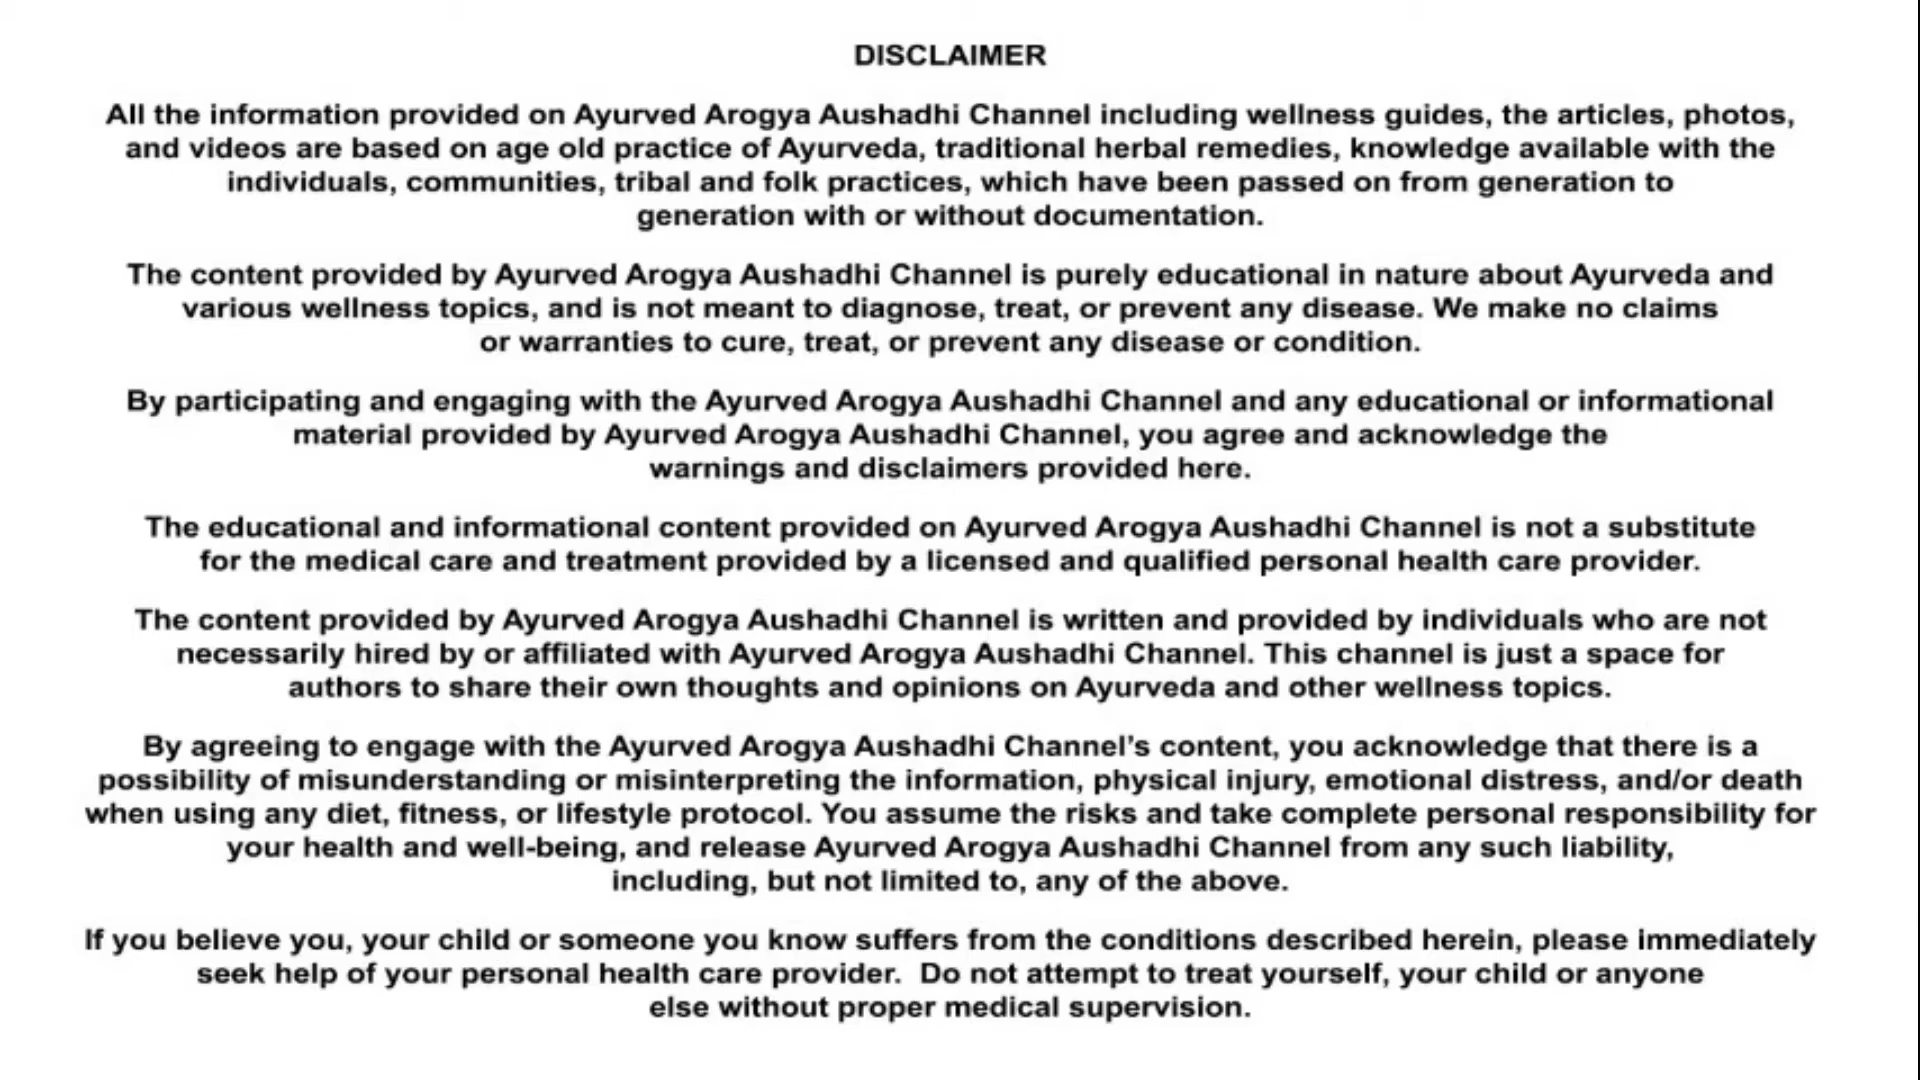 DISCLAIMER
All the information provided on Ayurved Arogya Aushadhi Channel including wellness guides, the articles, photos,
and videos are based on age old practice of Ayurveda, traditional herbal remedies, knowledge available with the
individuals, communities, tribal and folk practices, which have been passed on from generation to
generation with or without documentation.
The content provided by Ayurved Arogya Aushadhi Channel is purely educational in nature about Ayurveda and
various wellness topics, and is not meant to diagnose, treat, or prevent any disease. We make no claims
or warranties to cure, treat, or prevent any disease or condition.
By participating and engaging with the Ayurved Arogya Aushadhi Channel and any educational or informational
material provided by Ayurved Arogya Aushadhi Channel, you agree and acknowledge the
warnings and disclaimers provided here.
The educational and informational content provided on Ayurved Arogya Aushadhi Channel is not a substitute
for the medical care and treatment provided by a licensed and qualified personal health care provider.
The content provided by Ayurved Arogya Aushadhi Channel is written and provided by individuals who are not
necessarily hired by or affiliated with Ayurved Arogya Aushadhi Channel. This channel is just a space for
authors to share their own thoughts and opinions on Ayurveda and other wellness topics.
By agreeing to engage with the Ayurved Arogya Aushadhi Channel’s content, you acknowledge that there is a
possibility of misunderstanding or misinterpreting the information, physical injury, emotional distress, and/or death
when using any diet, fitness, or lifestyle protocol. You assume the risks and take complete personal responsibility for
your health and well-being, and release Ayurved Arogya Aushadhi Channel from any such liability,
including, but not limited to, any of the above.
If you believe you, your child or someone you know suffers from the conditions described herein, please immediately
seek help of your personal health care provider.  Do not attempt to treat yourself, your child or anyone
else without proper medical supervision.